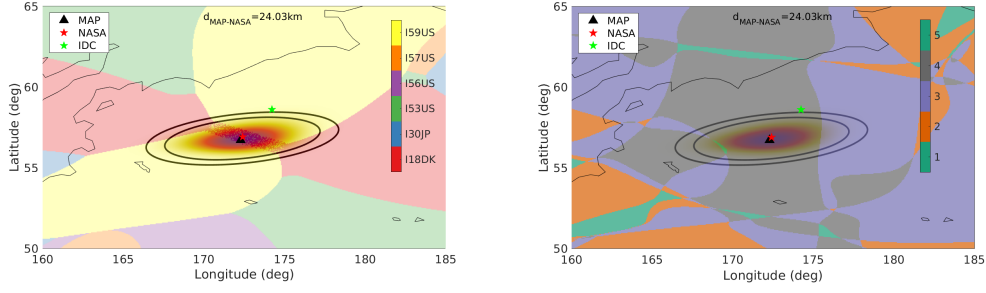 d_MAP-NASA=24.03km
MAP
NASA
IDC
I59US
I57US
I56US
I53US
I30JP
I18DK
65
60
55
50
160
165
170
175
180
185
Latitude (deg)
Longitude (deg)
d_MAP-NASA=24.03km
MAP
NASA
IDC
5
4
3
2
1
65
60
55
50
160
165
170
175
180
185
Latitude (deg)
Longitude (deg)